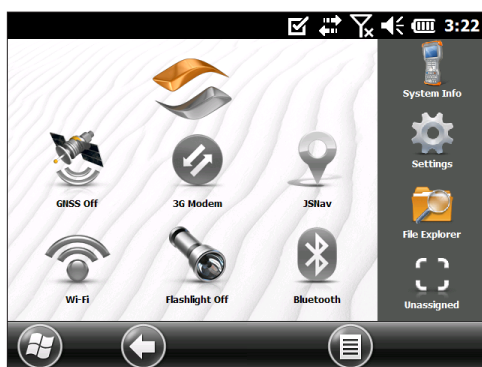 3:22
System Info
GNSS Off
3G Modem
JSNav
Settings
File Explorer
Wi-Fi
Flashlight Off
Bluetooth
Unassigned